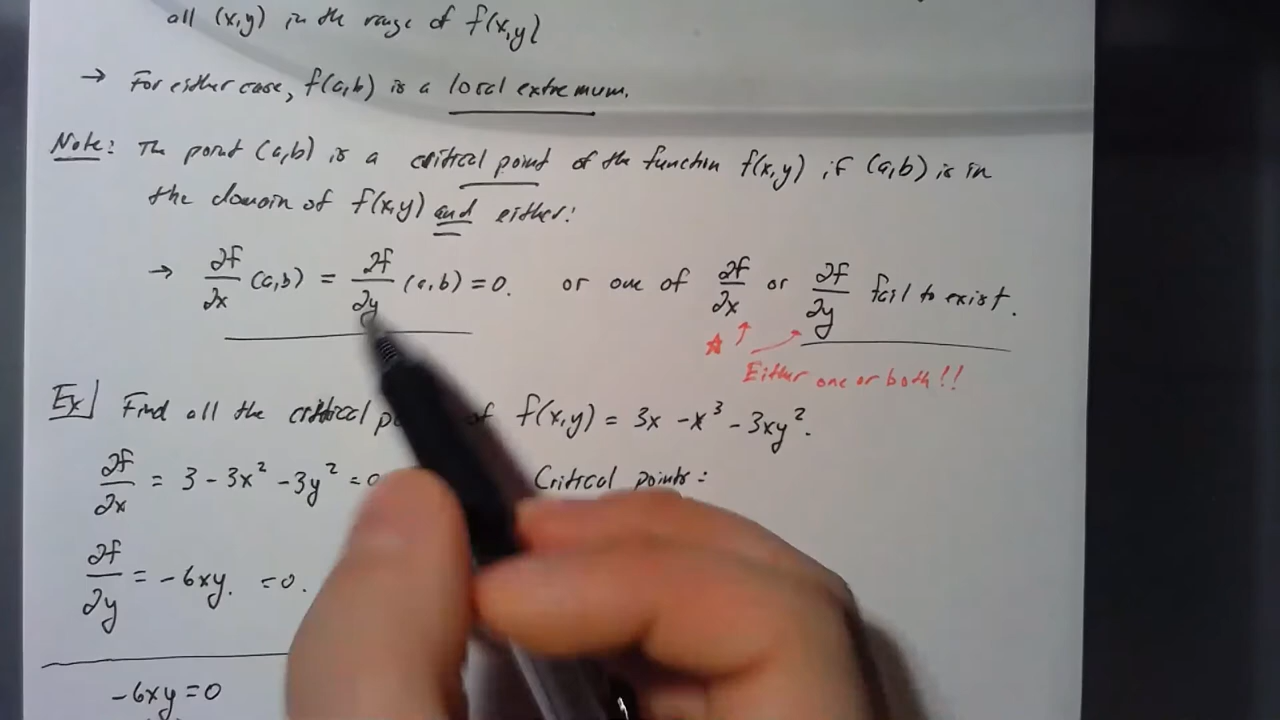 all (x,y) in the range of f(x,y)
→ For either case, f(a,b) is a local extremum.
Note: The point (a,b) is a critical point of the function f(x,y) if (a,b) is in
the domain of f(x,y) and either:
→ ∂f/∂x (a,b) = ∂f/∂y (a,b) = 0. or one of ∂f/∂x or ∂f/∂y fail to exist.
☆ ↑ Either one or both!!
Ex] Find all the critical of f(x,y) = 3x - x³ - 3xy².
∂f/∂x = 3 - 3x² - 3y² = 0 Critical points:
∂f/∂y = -6xy. = 0.
-6xy = 0